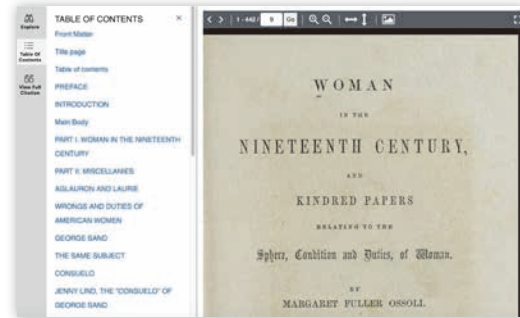 Explore
Table Of
Contents
View Full
Citation
TABLE OF CONTENTS
×
Front Matter
Title page
Table of contents
PREFACE
INTRODUCTION
Main Body
PART I. WOMAN IN THE NINETEENTH
CENTURY
PART II. MISCELLANIES
AGLAURON AND LAURIE
WRONGS AND DUTIES OF
AMERICAN WOMEN
GEORGE SAND
THE SAME SUBJECT
CONSUELO
JENNY LIND, THE "CONSUELO" OF
GEORGE SAND
1 - 442 / 9 Go
WOMAN
IN THE
NINETEENTH CENTURY,
AND
KINDRED PAPERS
RELATING TO THE
Sphere, Condition and Duties, of Woman.
BY
MARGARET FULLER OSSOLI.